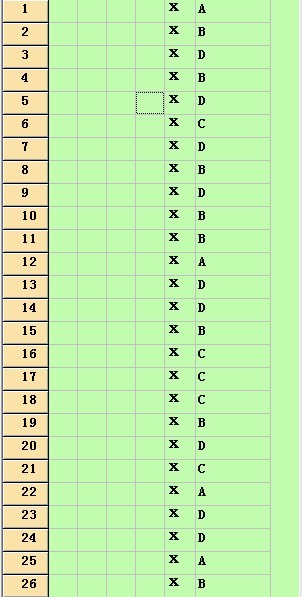 1 X A
2 X B
3 X D
4 X B
5 X D
6 X C
7 X D
8 X B
9 X D
10 X B
11 X B
12 X A
13 X D
14 X D
15 X B
16 X C
17 X C
18 X C
19 X B
20 X D
21 X C
22 X A
23 X D
24 X D
25 X A
26 X B